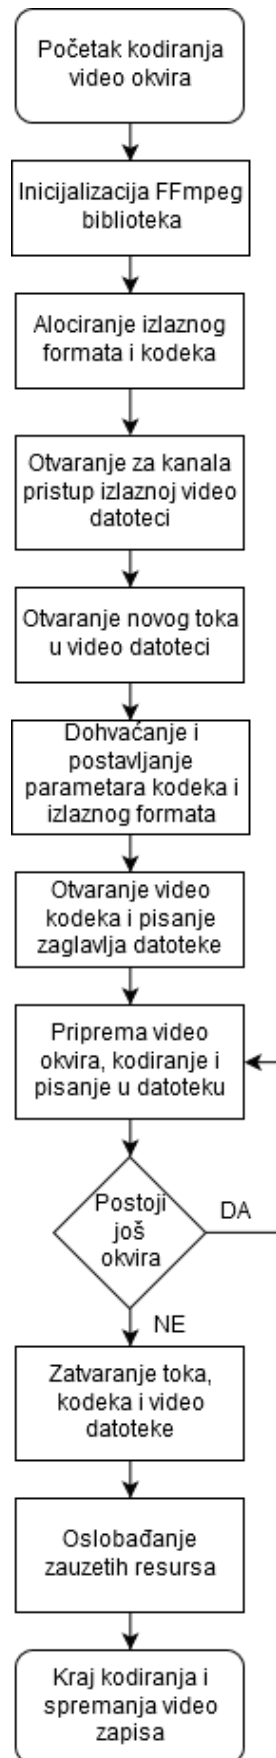 Početak kodiranja
video okvira
Inicijalizacija FFmpeg
biblioteka
Alociranje izlaznog
formata i kodeka
Otvaranje za kanala
pristup izlaznoj video
datoteci
Otvaranje novog toka
u video datoteci
Dohvaćanje i
postavljanje
parametara kodeka i
izlaznog formata
Otvaranje video
kodeka i pisanje
zaglavlja datoteke
Priprema video
okvira, kodiranje i
pisanje u datoteku
Postoji
još
okvira
DA
NE
Zatvaranje toka,
kodeka i video
datoteke
Oslobađanje
zauzetih resursa
Kraj kodiranja i
spremanja video
zapisa